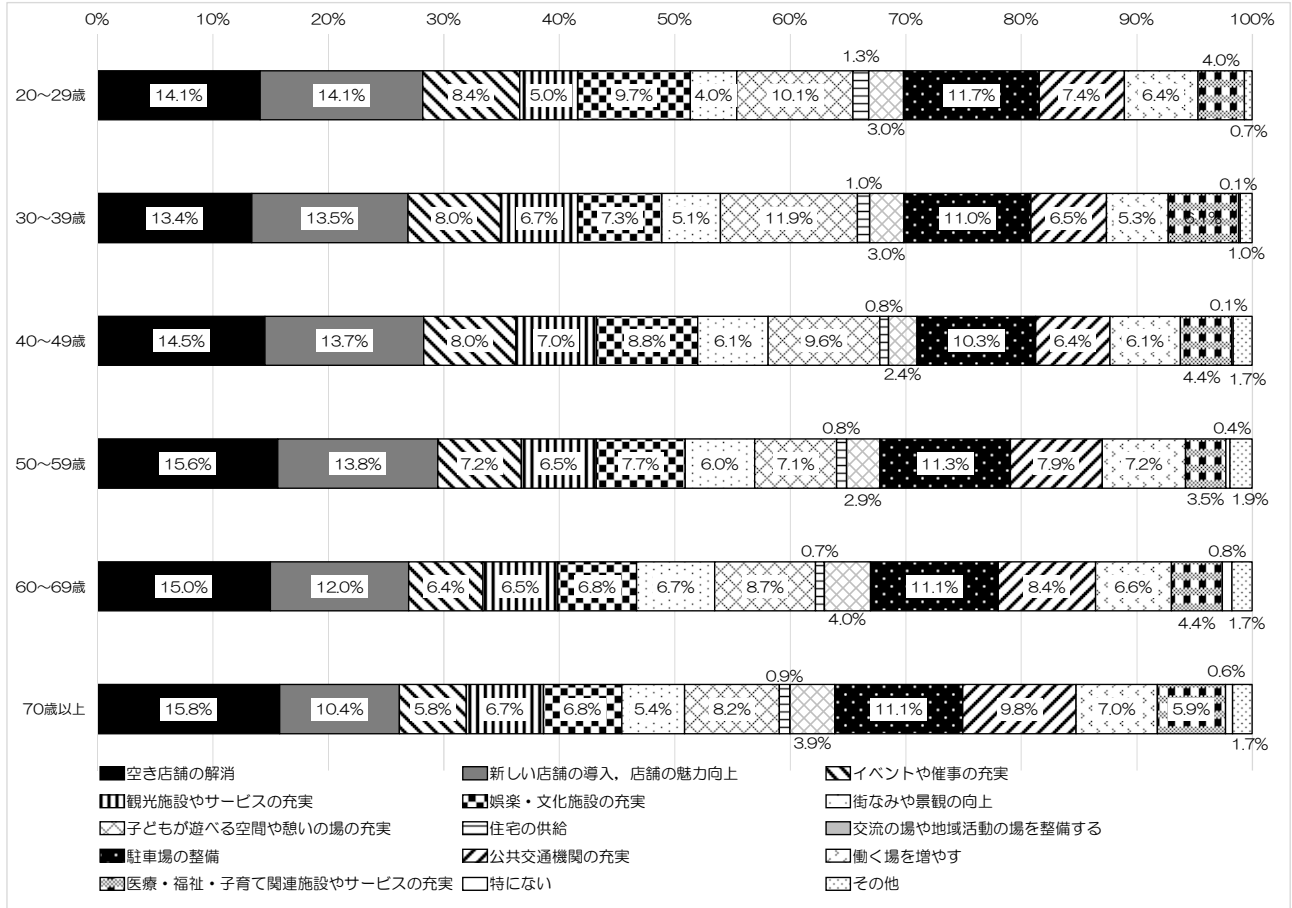 0% 10% 20% 30% 40% 50% 60% 70% 80% 90% 100%
1.3% 4.0%
20～29歳 14.1% 14.1% 8.4% 5.0% 9.7% 4.0% 10.1% 11.7% 7.4% 6.4%
3.0% 0.7%
1.0% 0.1%
30～39歳 13.4% 13.5% 8.0% 6.7% 7.3% 5.1% 11.9% 11.0% 6.5% 5.3%
3.0% 1.0%
0.8% 0.1%
40～49歳 14.5% 13.7% 8.0% 7.0% 8.8% 6.1% 9.6% 10.3% 6.4% 6.1%
2.4% 4.4% 1.7%
0.8% 0.4%
50～59歳 15.6% 13.8% 7.2% 6.5% 7.7% 6.0% 7.1% 11.3% 7.9% 7.2%
2.9% 3.5% 1.9%
0.7% 0.8%
60～69歳 15.0% 12.0% 6.4% 6.5% 6.8% 6.7% 8.7% 11.1% 8.4% 6.6%
4.0% 4.4% 1.7%
0.9% 0.6%
70歳以上 15.8% 10.4% 5.8% 6.7% 6.8% 5.4% 8.2% 11.1% 9.8% 7.0% 5.9%
3.9% 1.7%
空き店舗の解消 新しい店舗の導入，店舗の魅力向上 イベントや催事の充実
観光施設やサービスの充実 娯楽・文化施設の充実 街なみや景観の向上
子どもが遊べる空間や憩いの場の充実 住宅の供給 交流の場や地域活動の場を整備する
駐車場の整備 公共交通機関の充実 働く場を増やす
医療・福祉・子育て関連施設やサービスの充実 特にない その他